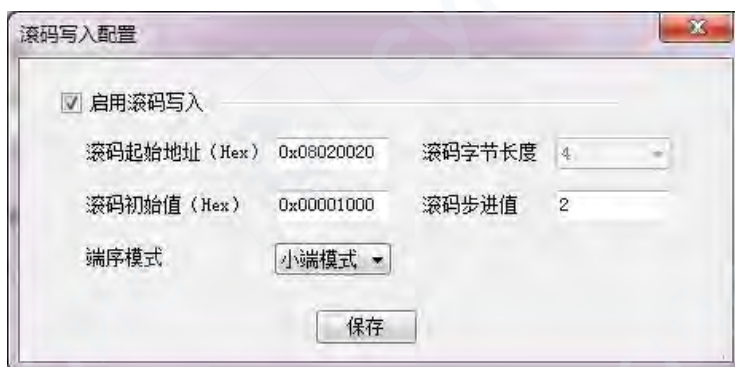 滚码写入配置
启用滚码写入
滚码起始地址（Hex） 0x08020020 滚码字节长度 4
滚码初始值（Hex） 0x00001000 滚码步进值 2
端序模式 小端模式
保存